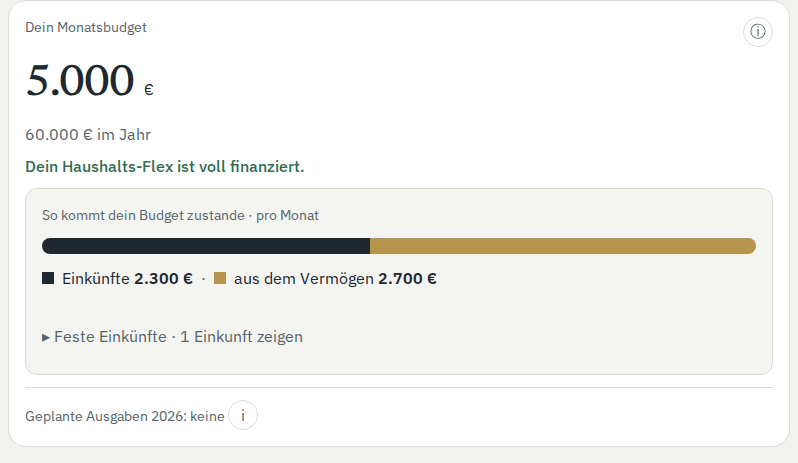 Dein Monatsbudget
ⓘ
5.000 €
60.000 € im Jahr
Dein Haushalts-Flex ist voll finanziert.
So kommt dein Budget zustande · pro Monat
Einkünfte 2.300 € · aus dem Vermögen 2.700 €
▸ Feste Einkünfte · 1 Einkunft zeigen
Geplante Ausgaben 2026: keine i